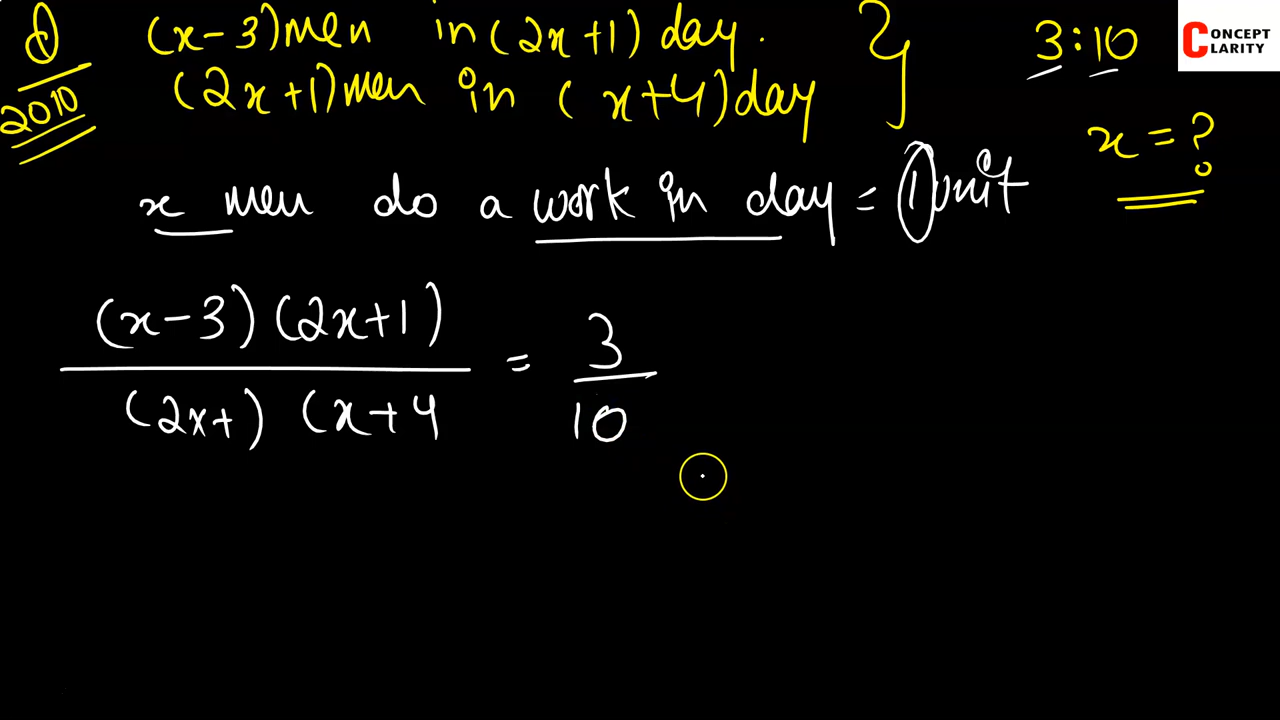 Q (x-3)men in (2x+1) day. } 3:10
2010 (2x+1)men in (x+4)day x=?
CONCEPT
CLARITY
x men do a work in day = 1 unit
(x-3) (2x+1)
(2x+) (x+4
= 3
10